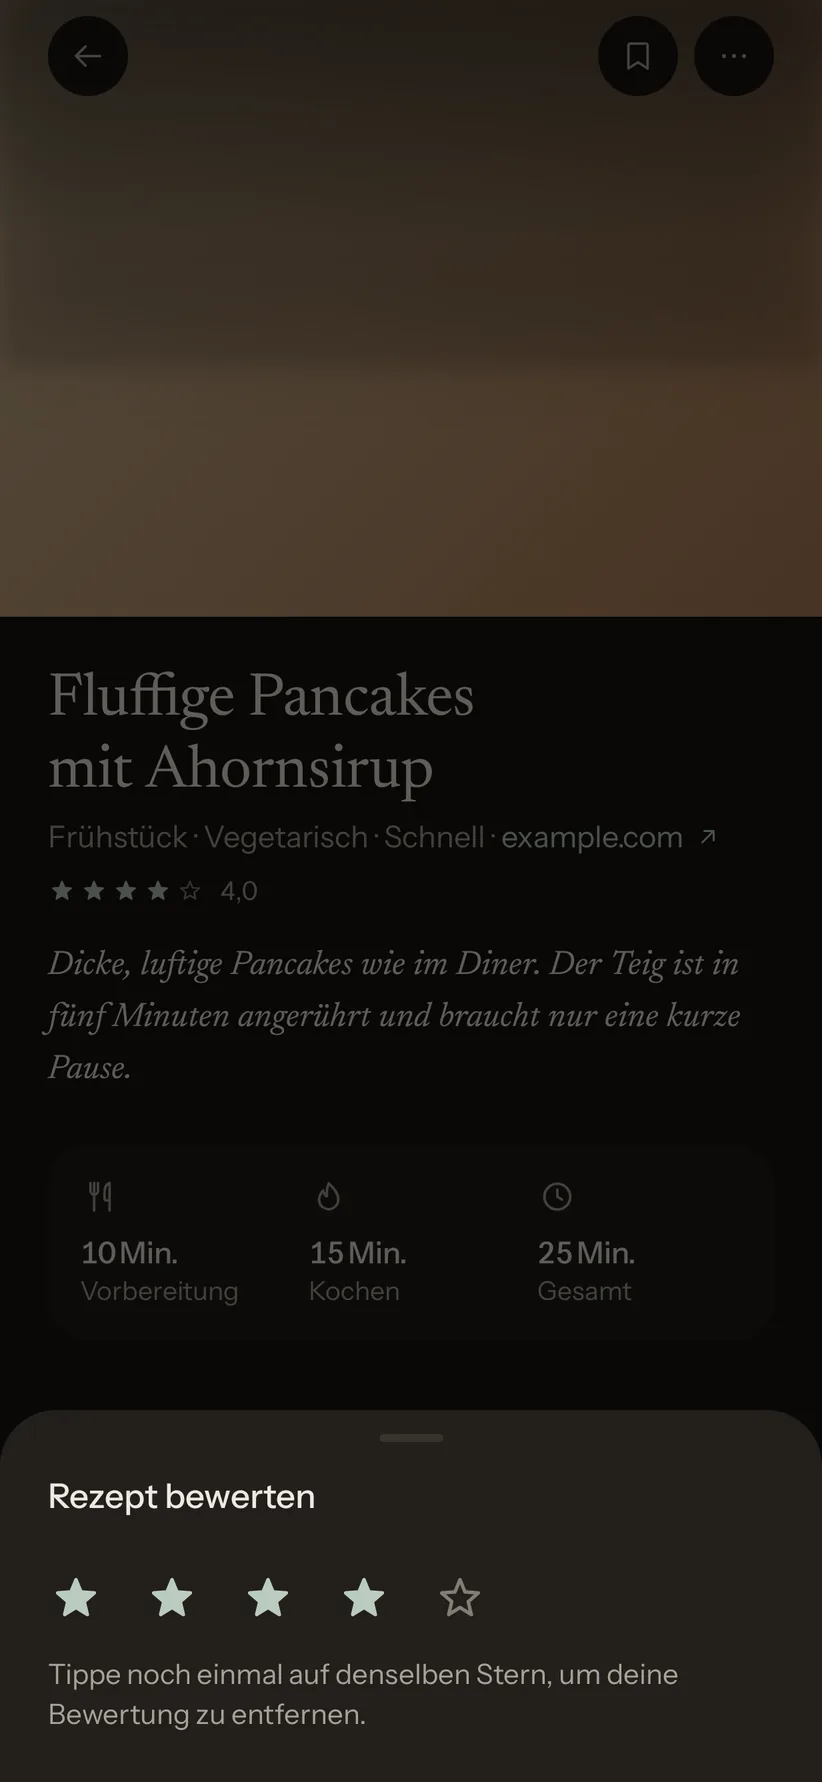 Fluffige Pancakes
mit Ahornsirup
Frühstück · Vegetarisch · Schnell · example.com ↗
4,0
Dicke, luftige Pancakes wie im Diner. Der Teig ist in
fünf Minuten angerührt und braucht nur eine kurze
Pause.
10 Min. 15 Min. 25 Min.
Vorbereitung Kochen Gesamt
Rezept bewerten
Tippe noch einmal auf denselben Stern, um deine
Bewertung zu entfernen.